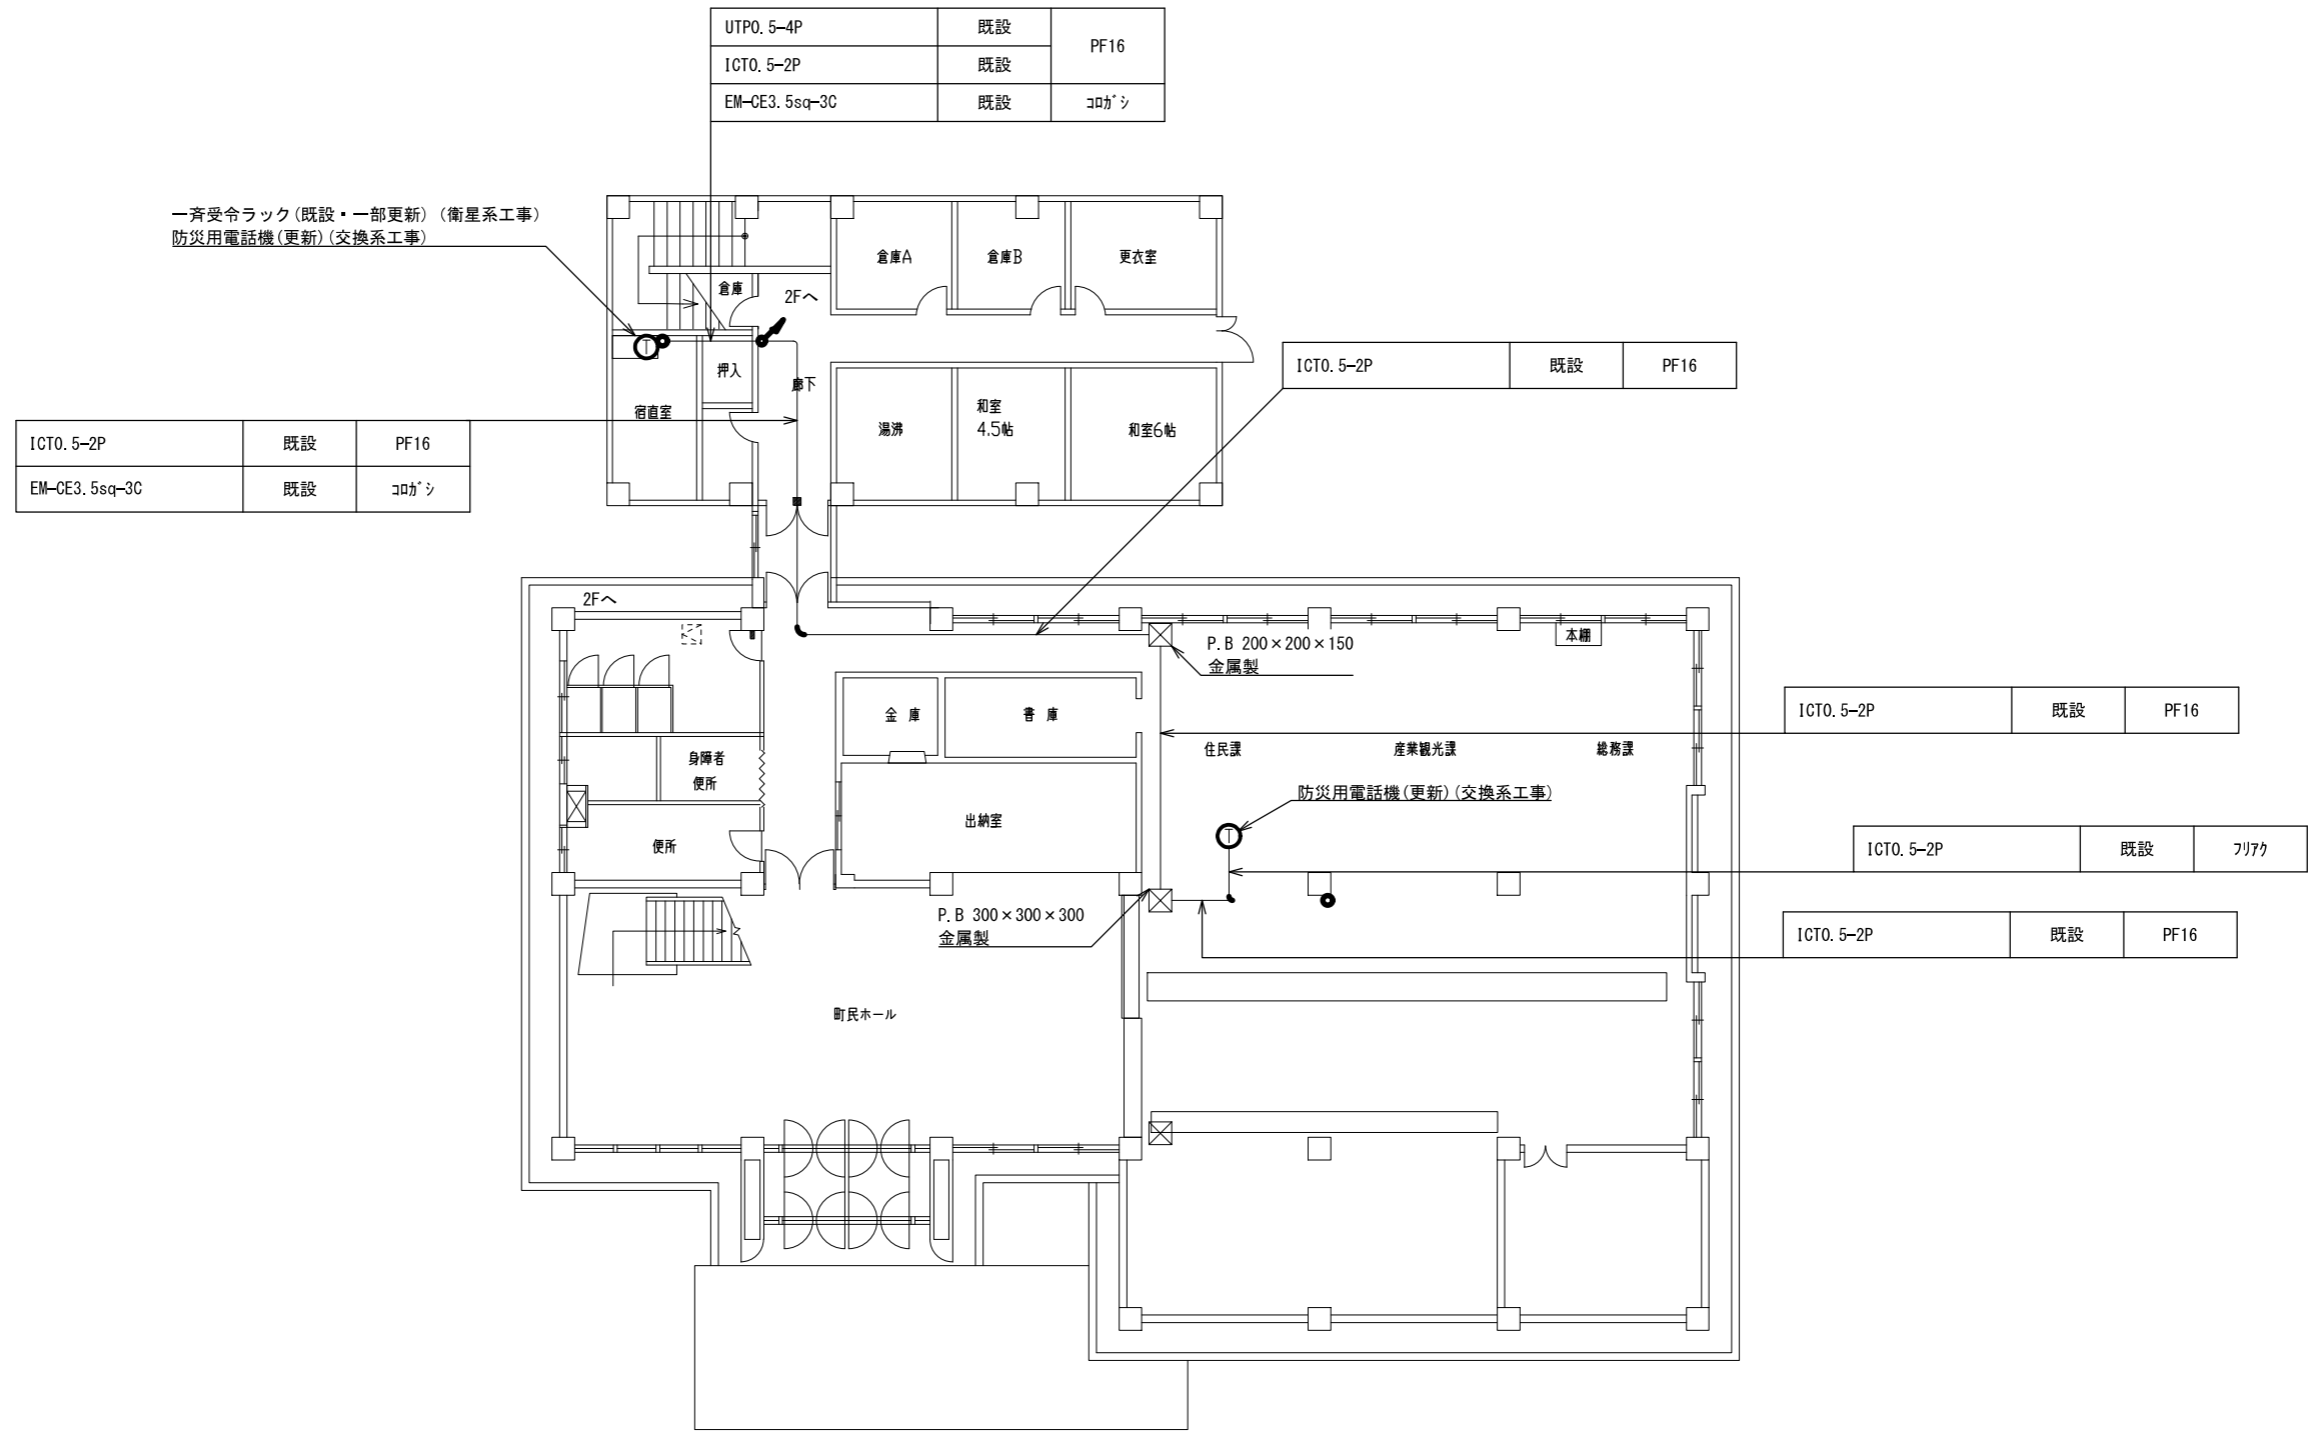 UTP0.5-4P 既設 PF16
ICT0.5-2P 既設
EM-CE3.5sq-3C 既設 ｺﾛｶﾞｼ
一斉受令ラック(既設・一部更新)(衛星系工事)
防災用電話機(更新)(交換系工事)
倉庫A 倉庫B 更衣室
倉庫
2Fへ
T
押入
廊下
宿直室
湯沸
和室
4.5帖
和室6帖
ICT0.5-2P 既設 PF16
ICT0.5-2P 既設 PF16
EM-CE3.5sq-3C 既設 ｺﾛｶﾞｼ
2Fへ
P.B 200×200×150
金属製
本棚
金 庫
書 庫
ICT0.5-2P 既設 PF16
住民課 産業観光課 総務課
身障者
便所
防災用電話機(更新)(交換系工事)
T
出納室
便所
ICT0.5-2P 既設 ﾌﾘｱｸ
P.B 300×300×300
金属製
ICT0.5-2P 既設 PF16
町民ホール